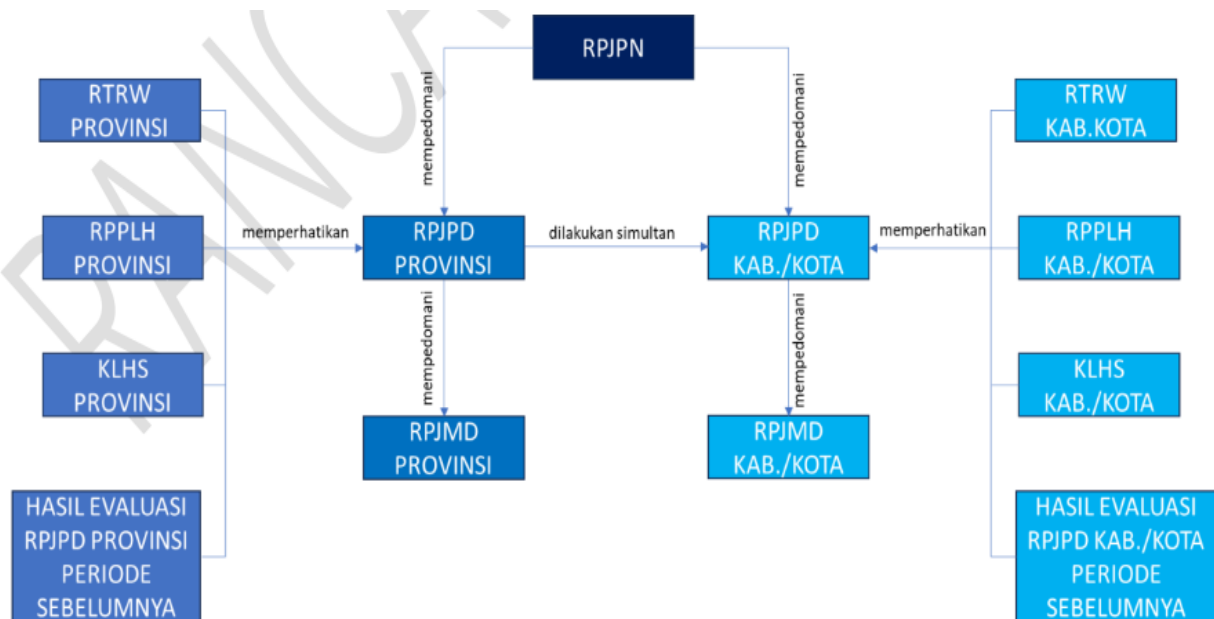 RPJPN
RTRW
PROVINSI
RTRW
KAB.KOTA
mempedomani
mempedomani
RPPLH
PROVINSI
memperhatikan
RPJPD
PROVINSI
dilakukan simultan
RPJPD
KAB./KOTA
memperhatikan
RPPLH
KAB./KOTA
mempedomani
mempedomani
KLHS
PROVINSI
KLHS
KAB./KOTA
RPJMD
PROVINSI
RPJMD
KAB./KOTA
HASIL EVALUASI
RPJPD PROVINSI
PERIODE
SEBELUMNYA
HASIL EVALUASI
RPJPD KAB./KOTA
PERIODE
SEBELUMNYA
RANCA